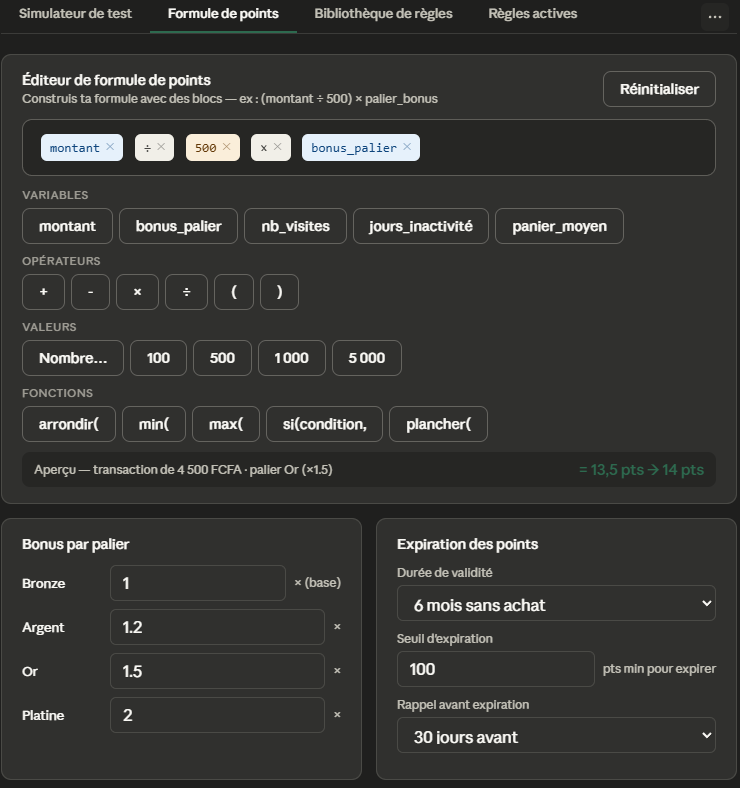 Simulateur de test Formule de points Bibliothèque de règles Règles actives ...
Éditeur de formule de points
Construis ta formule avec des blocs — ex : (montant ÷ 500) × palier_bonus
Réinitialiser
montant × ÷ × 500 × × × bonus_palier ×
VARIABLES
montant bonus_palier nb_visites jours_inactivité panier_moyen
OPÉRATEURS
+ - × ÷ ( )
VALEURS
Nombre... 100 500 1 000 5 000
FONCTIONS
arrondir( min( max( si(condition, plancher(
Aperçu — transaction de 4 500 FCFA · palier Or (×1.5) = 13,5 pts → 14 pts
Bonus par palier
Bronze 1 × (base)
Argent 1.2 ×
Or 1.5 ×
Platine 2 ×
Expiration des points
Durée de validité
6 mois sans achat
Seuil d'expiration
100 pts min pour expirer
Rappel avant expiration
30 jours avant